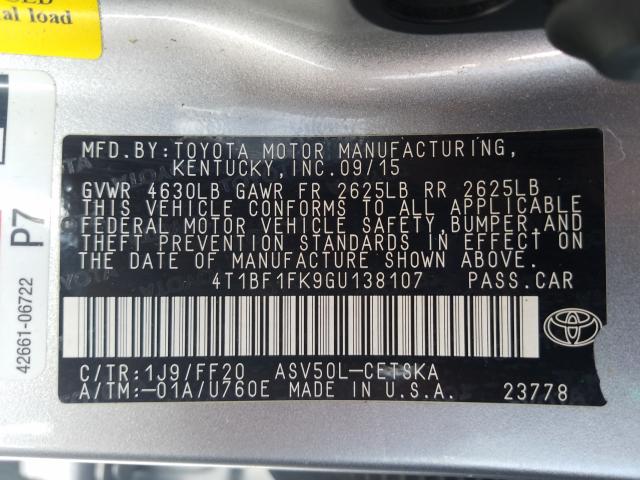 al load
P7
42661-06722
MFD.BY:TOYOTA MOTOR MANUFACTURING,
KENTUCKY,INC.09/15
GVWR 4630LB GAWR FR 2625LB RR 2625LB
THIS VEHICLE CONFORMS TO ALL APPLICABLE
FEDERAL MOTOR VEHICLE SAFETY,BUMPER,AND
THEFT PREVENTION STANDARDS IN EFFECT ON
THE DATE OF MANUFACTURE SHOWN ABOVE.
4T1BF1FK9GU138107 PASS.CAR
C/TR:1J9/FF20 ASV50L-CETSKA
A/TM:-01A/U760E MADE IN U.S.A. 23778